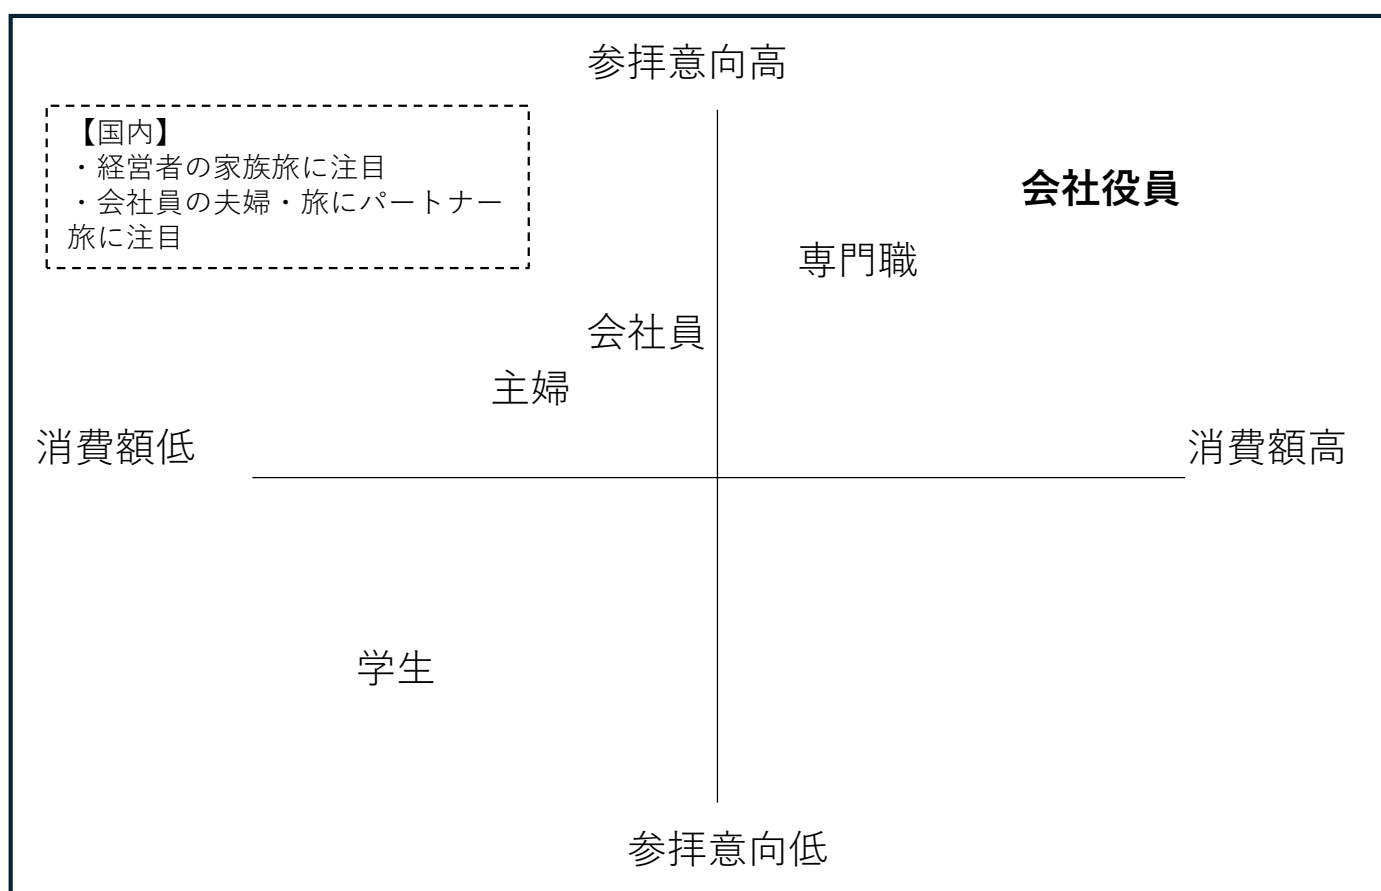 参拝意向高
【国内】
・経営者の家族旅に注目
・会社員の夫婦・旅にパートナー
旅に注目
会社役員
専門職
会社員
主婦
消費額低
消費額高
学生
参拝意向低